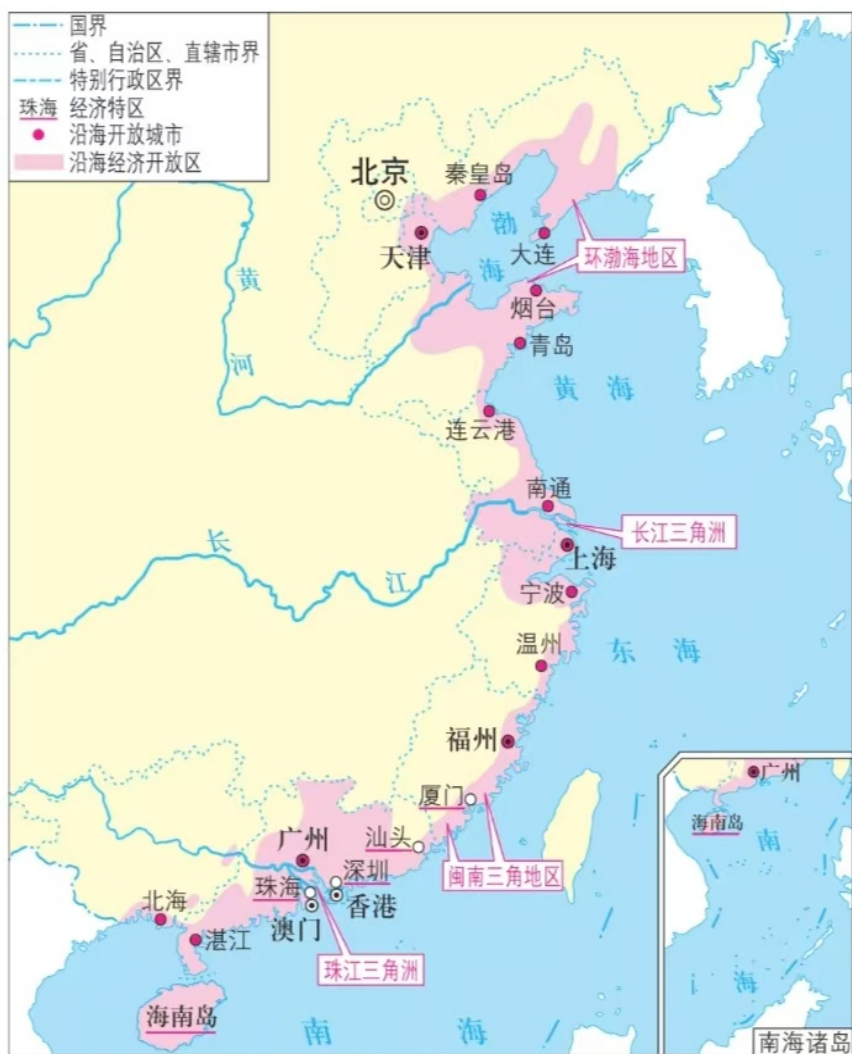 国界
省、自治区、直辖市界
特别行政区界
珠海 经济特区
沿海开放城市
沿海经济开放区
北京
秦皇岛
渤
海
天津
大连
环渤海地区
黄
河
烟台
青岛
黄 海
连云港
南通
长
江
长江三角洲
上海
宁波
温州
东 海
福州
厦门
汕头
广州
深圳
闽南三角地区
珠海
香港
澳门
北海
湛江
珠江三角洲
海南岛
南 海
广州
海南岛
南
海
南海诸岛